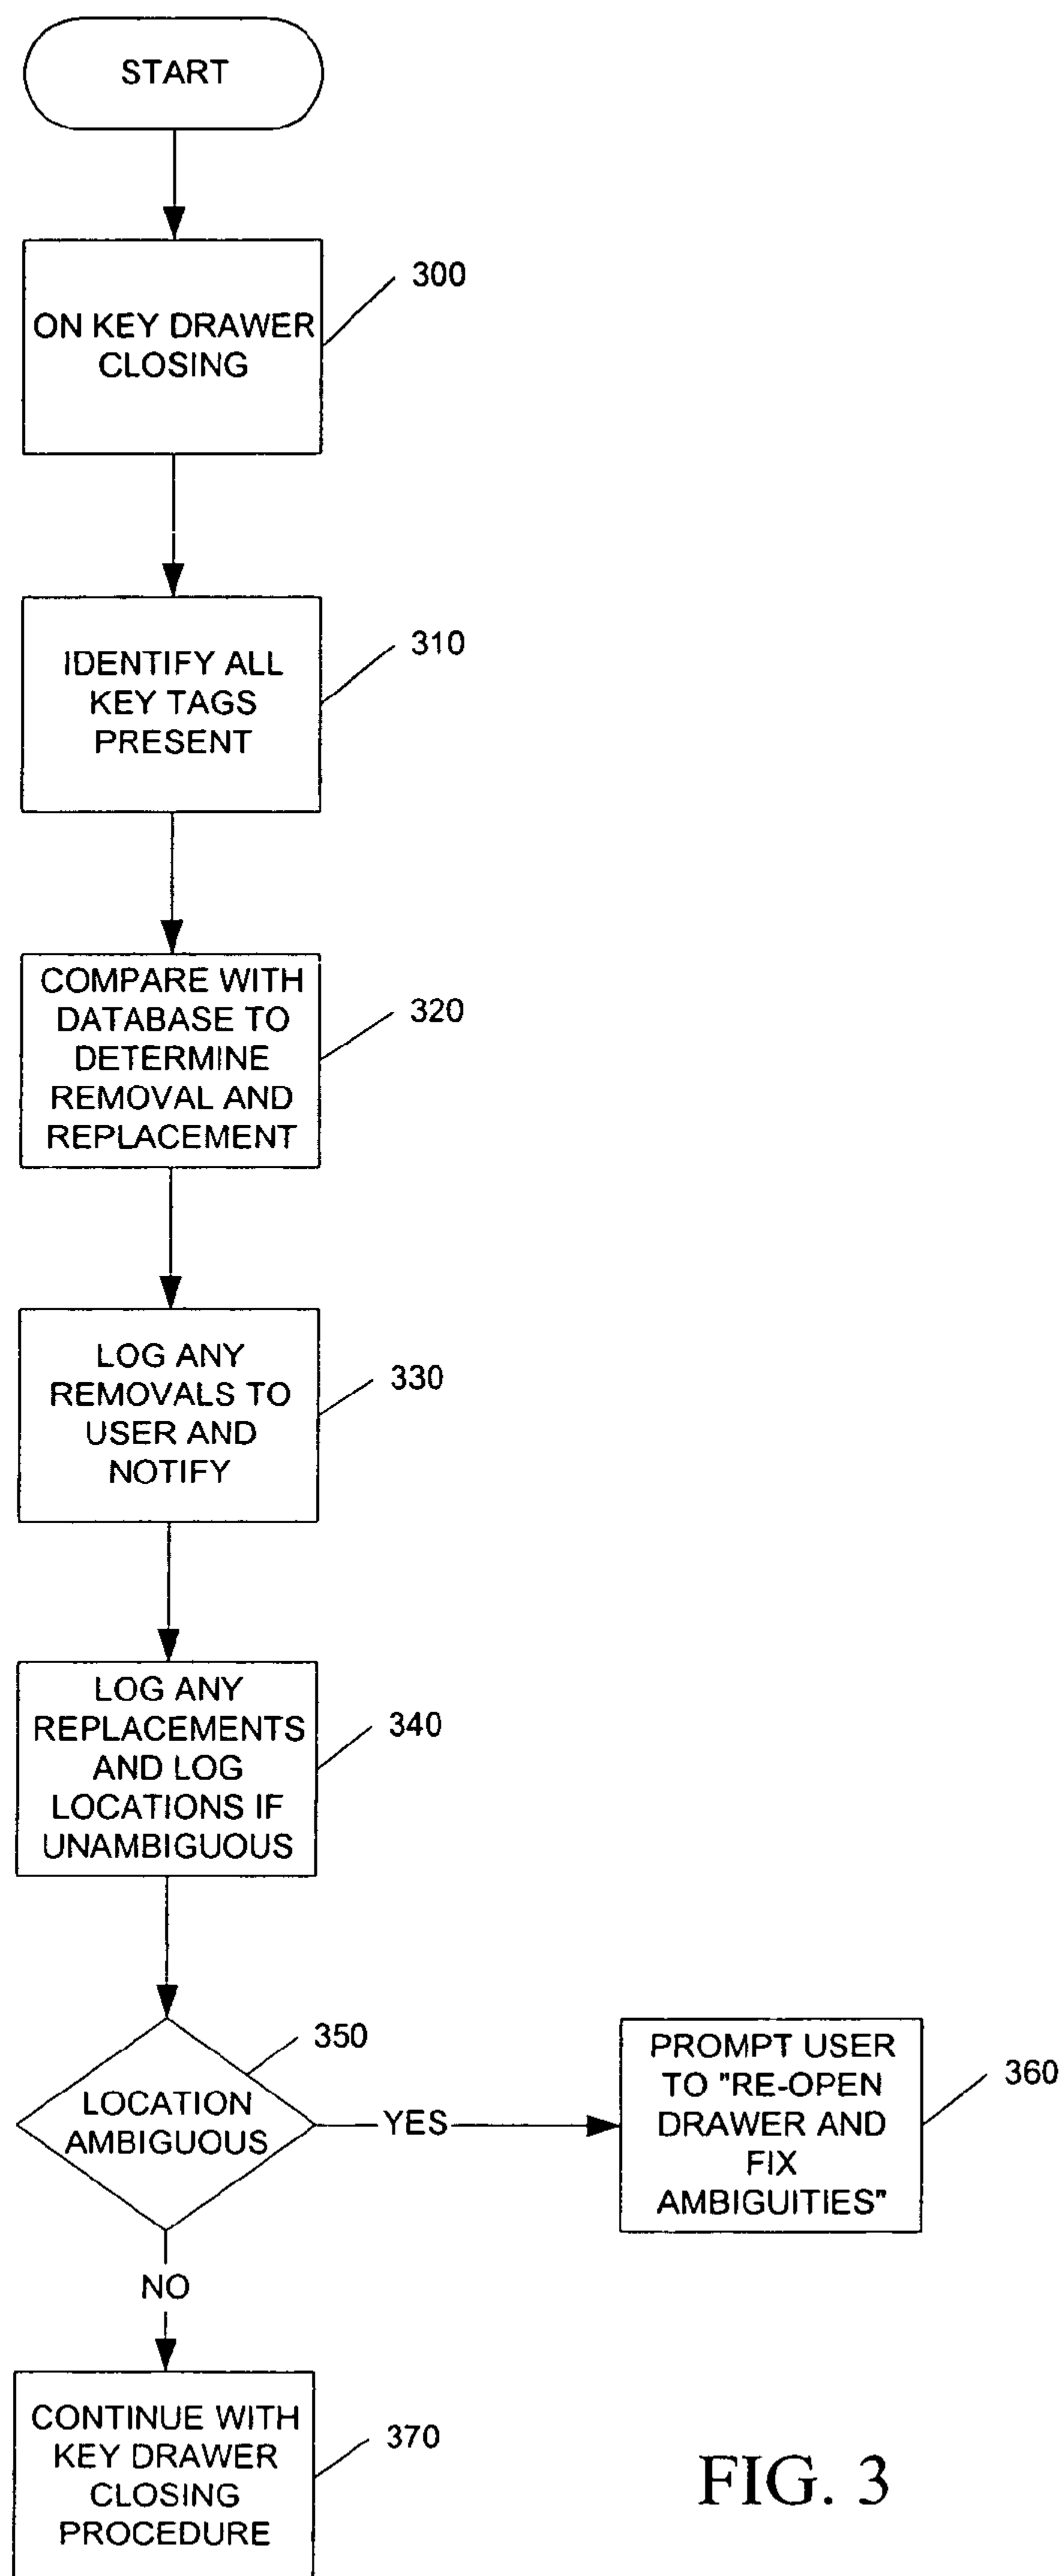 START
300
ON KEY DRAWER
CLOSING
310
IDENTIFY ALL
KEY TAGS
PRESENT
320
COMPARE WITH
DATABASE TO
DETERMINE
REMOVAL AND
REPLACEMENT
330
LOG ANY
REMOVALS TO
USER AND
NOTIFY
340
LOG ANY
REPLACEMENTS
AND LOG
LOCATIONS IF
UNAMBIGUOUS
350
LOCATION
AMBIGUOUS
YES
360
PROMPT USER
TO "RE-OPEN
DRAWER AND
FIX
AMBIGUITIES"
NO
370
CONTINUE WITH
KEY DRAWER
CLOSING
PROCEDURE
FIG. 3